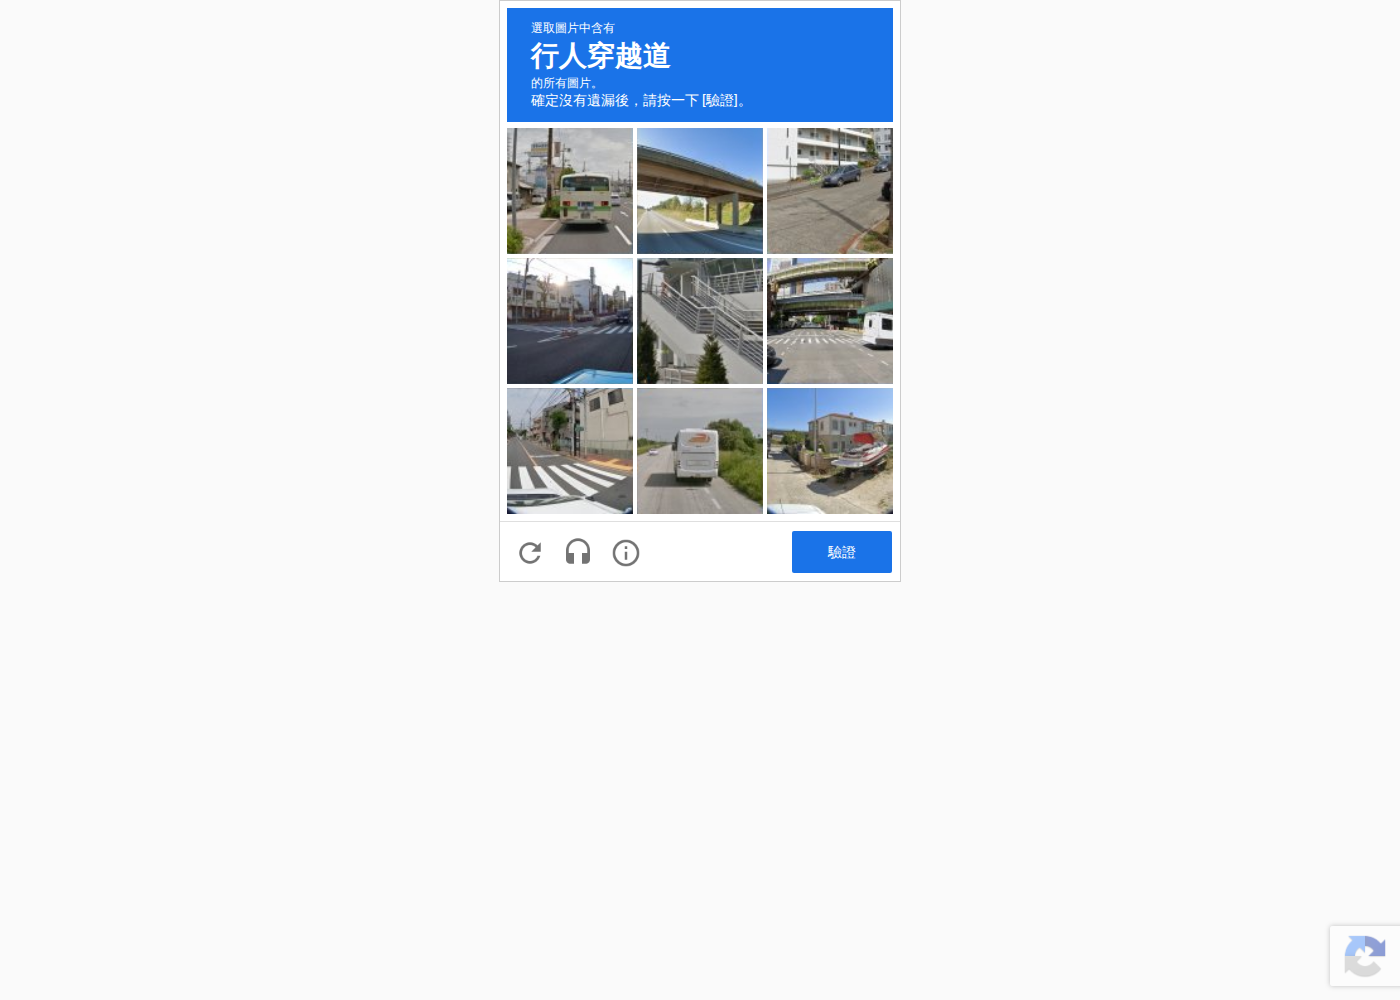 選取圖片中含有
行人穿越道
的所有圖片。
確定沒有遺漏後，請按一下 [驗證]。
驗證